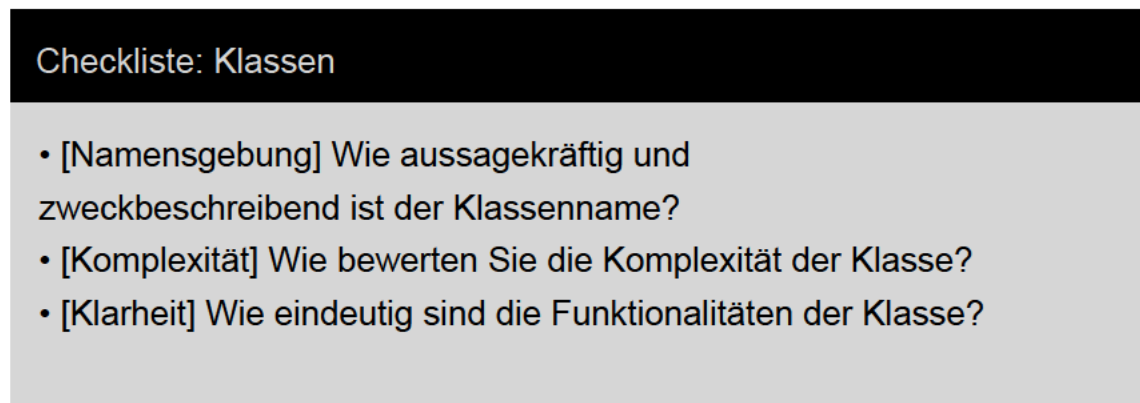 Checkliste: Klassen
• [Namensgebung] Wie aussagekräftig und
zweckbeschreibend ist der Klassenname?
• [Komplexität] Wie bewerten Sie die Komplexität der Klasse?
• [Klarheit] Wie eindeutig sind die Funktionalitäten der Klasse?